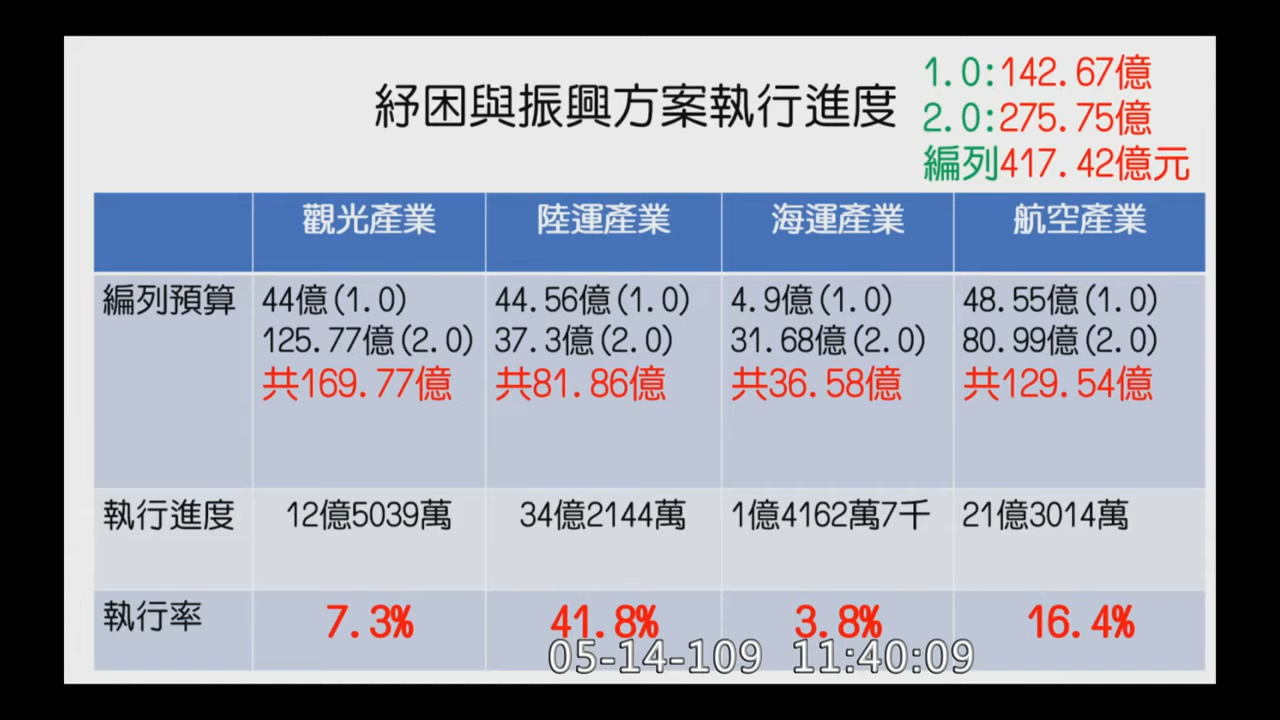 紓困與振興方案執行進度
1.0:142.67億
2.0:275.75億
編列417.42億元
觀光產業 陸運產業 海運產業 航空產業
編列預算 44億(1.0) 44.56億(1.0) 4.9億(1.0) 48.55億(1.0)
125.77億(2.0) 37.3億(2.0) 31.68億(2.0) 80.99億(2.0)
共169.77億 共81.86億 共36.58億 共129.54億
執行進度 12億5039萬 34億2144萬 1億4162萬7千 21億3014萬
執行率 7.3% 41.8% 3.8% 16.4%
05-14-109 11:40:09